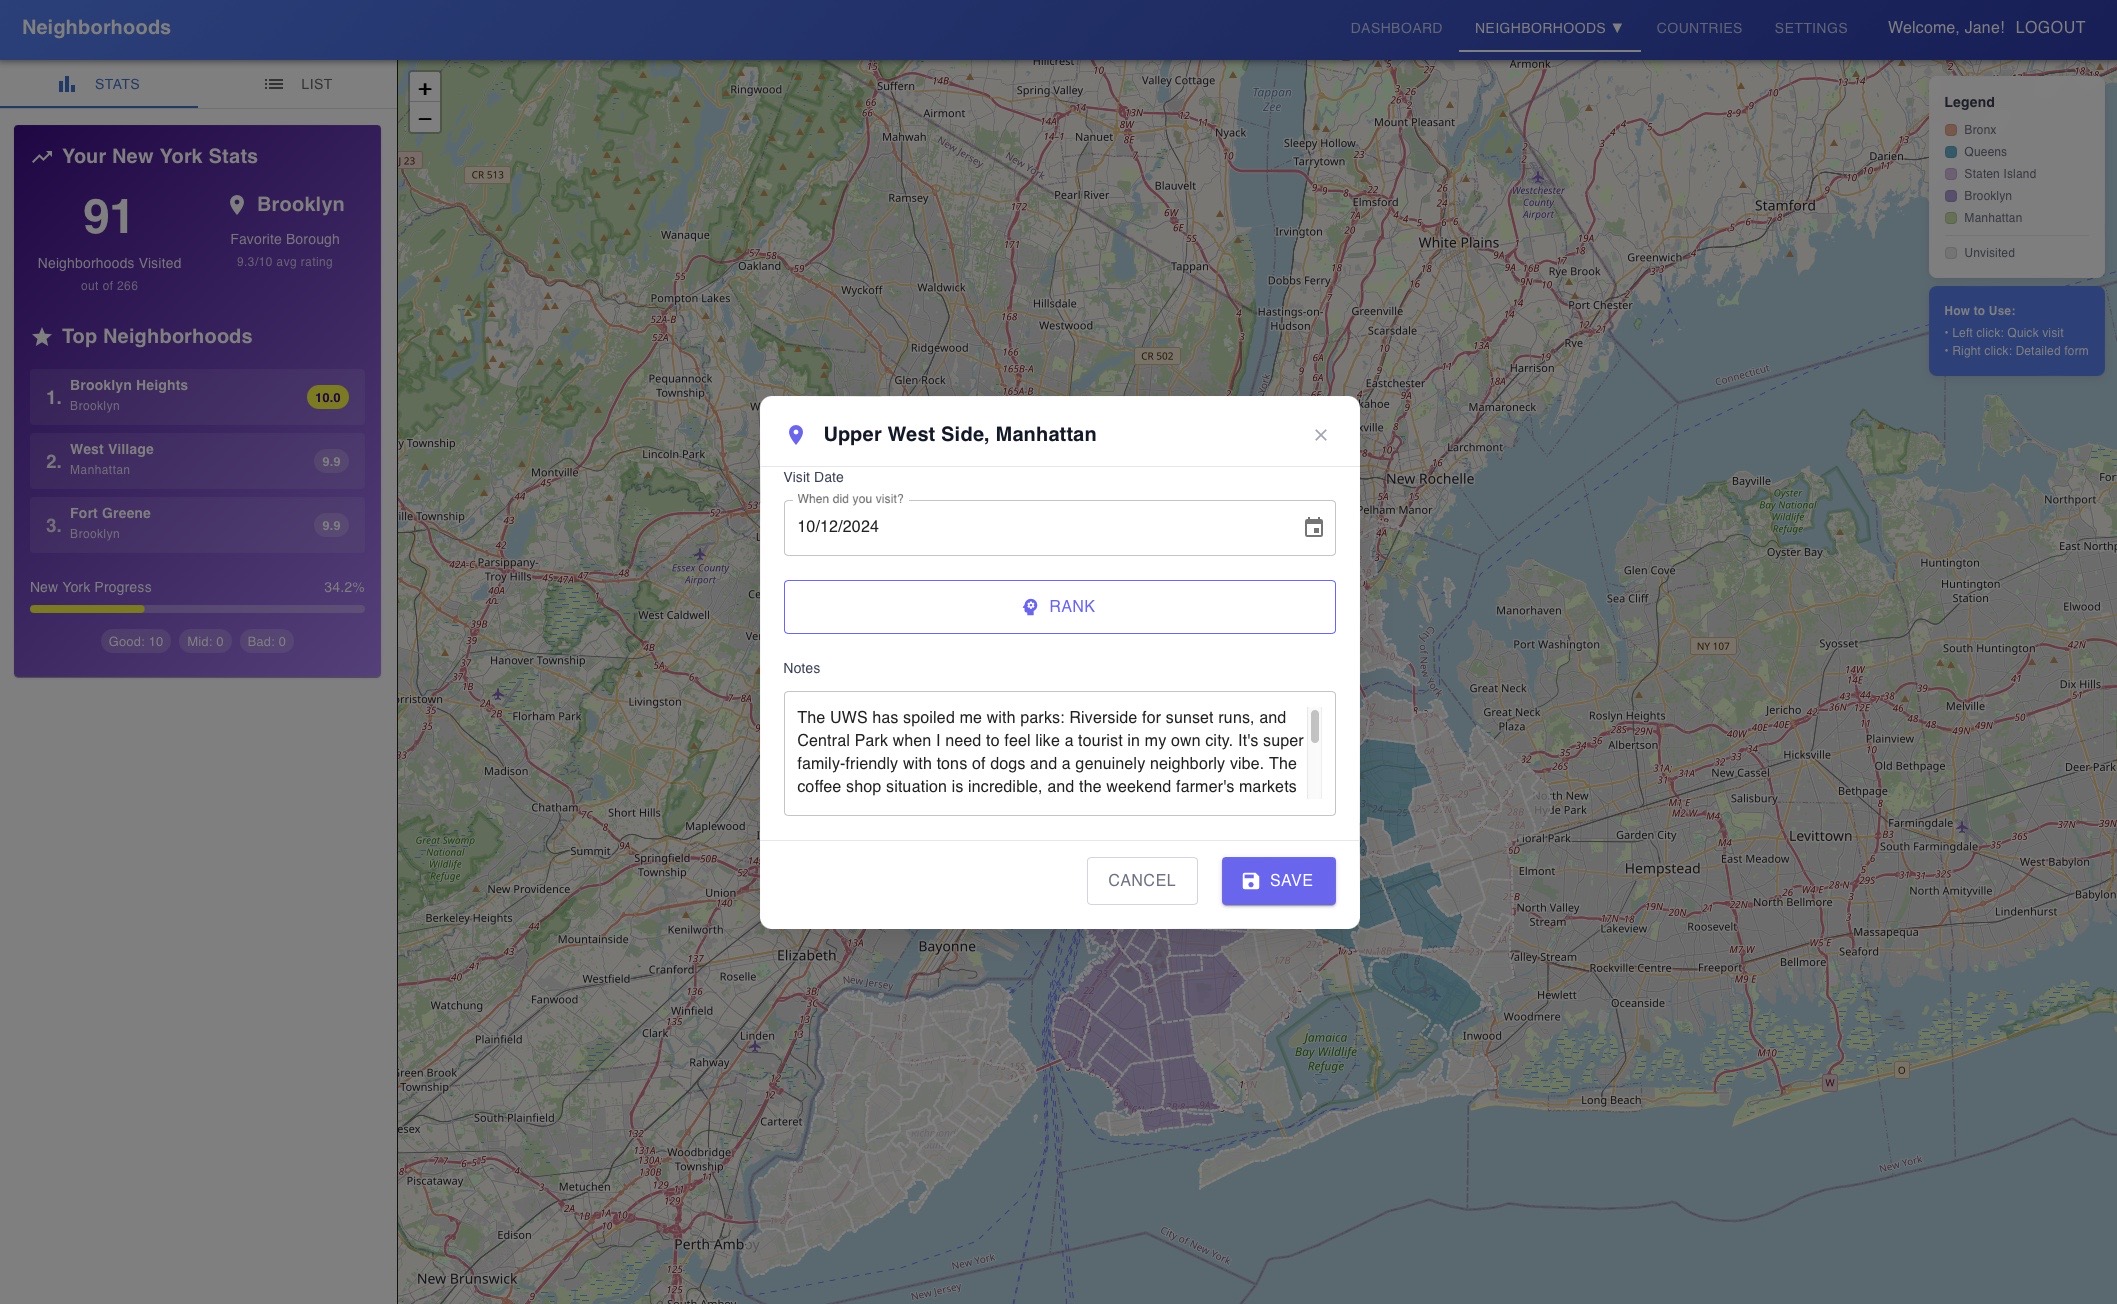 Neighborhoods
DASHBOARD
NEIGHBORHOODS ▼
COUNTRIES
SETTINGS
Welcome, Jane!
LOGOUT
STATS
LIST
Your New York Stats
91
Neighborhoods Visited
out of 266
Brooklyn
Favorite Borough
9.3/10 avg rating
Top Neighborhoods
1. Brooklyn Heights
Brooklyn
10.0
2. West Village
Manhattan
9.9
3. Fort Greene
Brooklyn
9.9
New York Progress
34.2%
Good: 10
Mid: 0
Bad: 0
+
−
Legend
Bronx
Queens
Staten Island
Brooklyn
Manhattan
Unvisited
How to Use:
• Left click: Quick visit
• Right click: Detailed form
Upper West Side, Manhattan
Visit Date
When did you visit?
10/12/2024
RANK
Notes
The UWS has spoiled me with parks: Riverside for sunset runs, and
Central Park when I need to feel like a tourist in my own city. It's super
family-friendly with tons of dogs and a genuinely neighborly vibe. The
coffee shop situation is incredible, and the weekend farmer's markets
CANCEL
SAVE
Ringwood
Suffern
Airmont
Mahwah
Spring Valley
Valley Cottage
Nanuet
Nyack
Tappan
Zee
Sleepy Hollow
Tarrytown
Mount Pleasant
Armonk
Westchester
County
Airport
Stamford
Darien
CR 513
Ramsey
Pearl River
Blauvelt
Elmsford
Wanaque
Oakland
Irvington
White Plains
Tappan
Dobbs Ferry
Rye Brook
Greenwich
Pompton Lakes
Wyckoff
Waldwick
Hillsdale
Westwood
Hastings-on-
Hudson
Greenville
Scarsdale
Port Chester
Rye
Ridgewood
CR 502
Harrison
Pequannock
Township
Glen Rock
Eastchester
Mamaroneck
Connecticut
Lincoln Park
Montville
Larchmont
New Rochelle
Pelham Manor
Bayville
Oyster
Bay National
Wildlife
Refuge
Northport
Oyster Bay
Parsippany-
Troy Hills
Essex County
Airport
Glen Cove
Huntington
Huntington
Station
West Caldwell
Sea Cliff
Manorhaven
Elwood
Port Washington
NY 107
Syosset
South Huntington
Hanover Township
Livingston
Florham Park
Great Neck
Great Neck
Plaza
Roslyn Heights
Jericho
Melville
Dix Hills
Albertson
Hicksville
Plainview
Old Bethpage
Deer Park
Madison
New Cassel
Salisbury
Bethpage
Chatham
Short Hills
Maplewood
Garden City
Levittown
Farmingdale
South Farmingdale
Great Swamp
National
Wildlife
Refuge
Summit
Springfield
Township
Hempstead
East Meadow
West Babylon
Elmont
New Providence
Union
North Amityville
North Bellmore
Berkeley Heights
Kenilworth
North Valley
Stream
Lakeview
Roosevelt
Lindenhurst
Massapequa
Mountainside
Bayonne
Elizabeth
Cranford
Roselle
Westfield
Rockville Centre
Freeport
Bellmore
Seaford
Watchung
Fanwood
Winfield
Hewlett
Oceanside
Woodmere
Plainfield
Clark
Linden
Inwood
Rahway
Jamaica
Bay Wildlife
Refuge
South Plainfield
Carteret
Long Beach
Woodbridge
Township
Piscataway
Metuchen
Edison
New York
City of New York
New York
New Jersey
New Brunswick